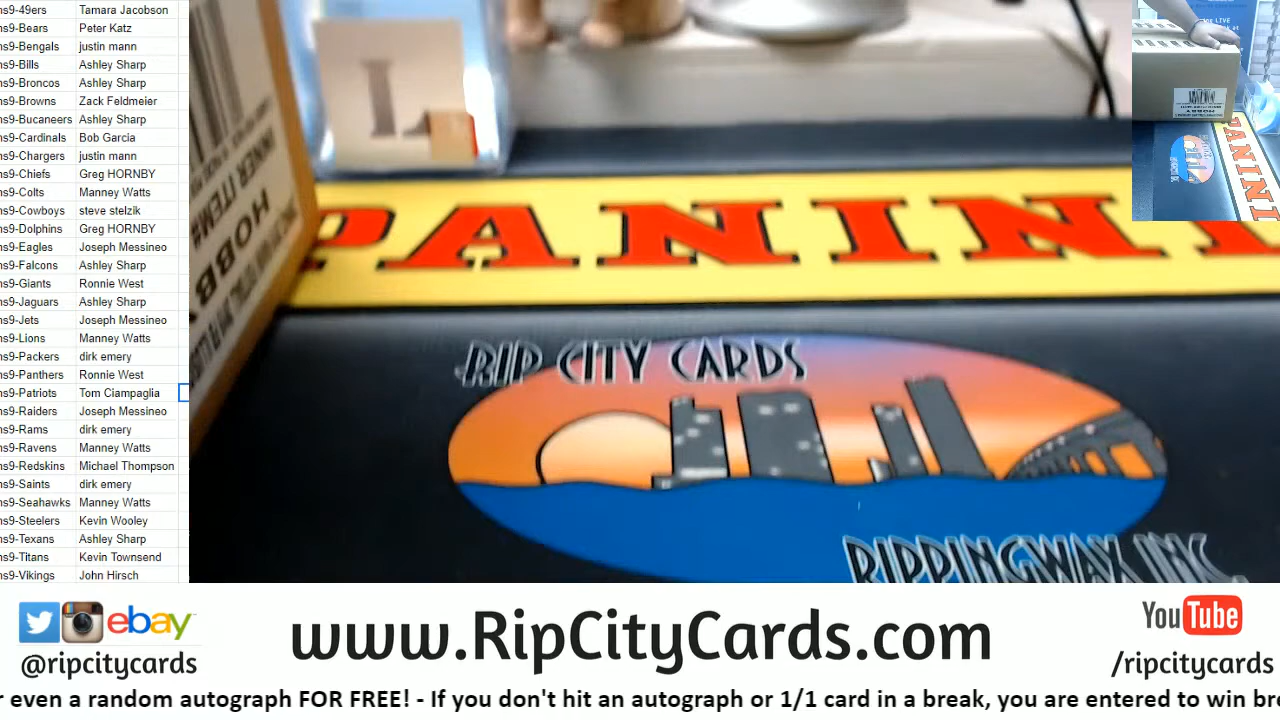 ns9-49ers Tamara Jacobson
ns9-Bears Peter Katz
ns9-Bengals justin mann
ns9-Bills Ashley Sharp
ns9-Broncos Ashley Sharp
ns9-Browns Zack Feldmeier
ns9-Bucaneers Ashley Sharp
ns9-Cardinals Bob Garcia
ns9-Chargers justin mann
ns9-Chiefs Greg HORNBY
ns9-Colts Manney Watts
ns9-Cowboys steve stelzik
ns9-Dolphins Greg HORNBY
ns9-Eagles Joseph Messineo
ns9-Falcons Ashley Sharp
ns9-Giants Ronnie West
ns9-Jaguars Ashley Sharp
ns9-Jets Joseph Messineo
ns9-Lions Manney Watts
ns9-Packers dirk emery
ns9-Panthers Ronnie West
ns9-Patriots Tom Ciampaglia
ns9-Raiders Joseph Messineo
ns9-Rams dirk emery
ns9-Ravens Manney Watts
ns9-Redskins Michael Thompson
ns9-Saints dirk emery
ns9-Seahawks Manney Watts
ns9-Steelers Kevin Wooley
ns9-Texans Ashley Sharp
ns9-Titans Kevin Townsend
ns9-Vikings John Hirsch
INNER ITEMS
HOBB
L
PANINI
RIP CITY CARDS
RIPPINGWAX INC.
PANINI
ebay
@ripcitycards
www.RipCityCards.com
YouTube
/ripcitycards
r even a random autograph FOR FREE! - If you don't hit an autograph or 1/1 card in a break, you are entered to win bre